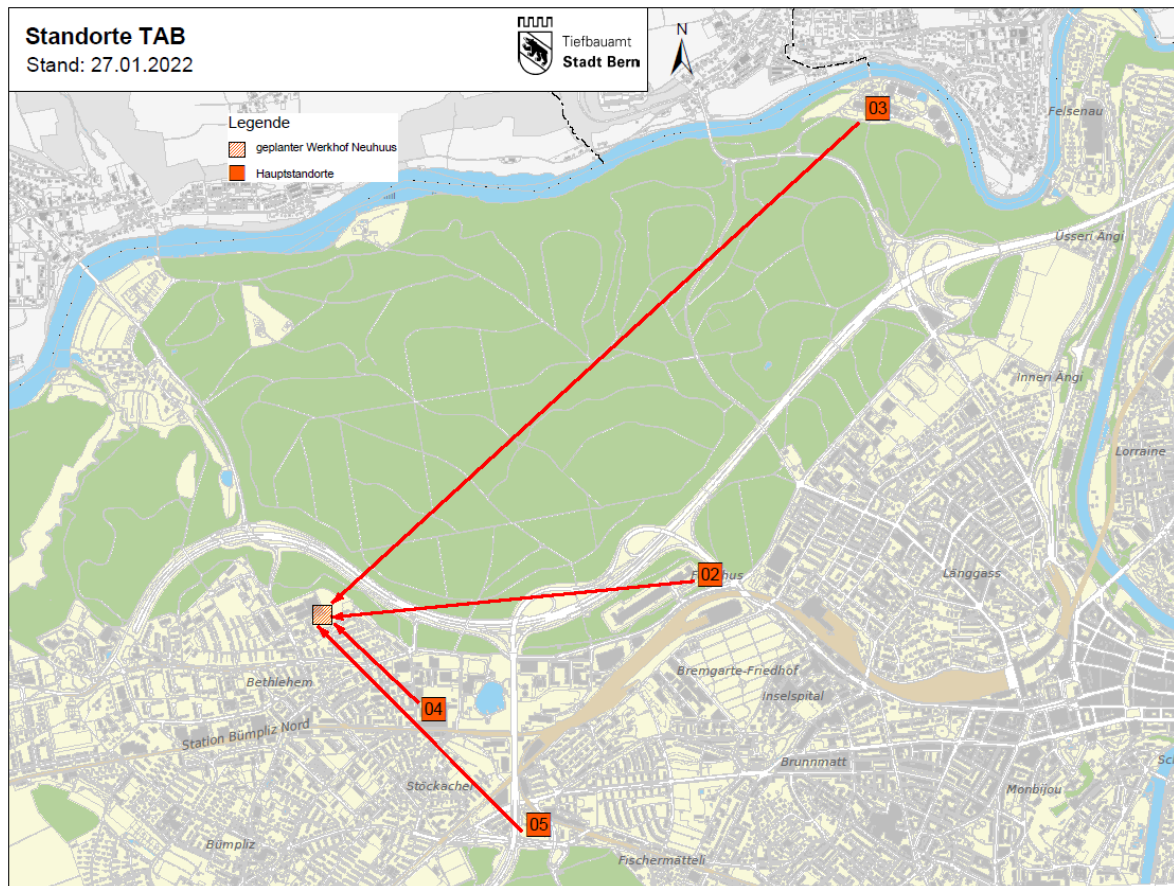 Standorte TAB
Stand: 27.01.2022
Tiefbauamt
Stadt Bern
N
Legende
geplanter Werkhof Neuhuus
Hauptstandorte
03
Felsenau
Üsseri Ängi
Inneri Ängi
Lorraine
02
Länggass
Bremgarte-Friedhof
Inselspital
Bethlehem
04
Station Bümpliz Nord
Brunnmatt
Stöckacher
Monbijou
05
Bümpliz
Fischermätteli